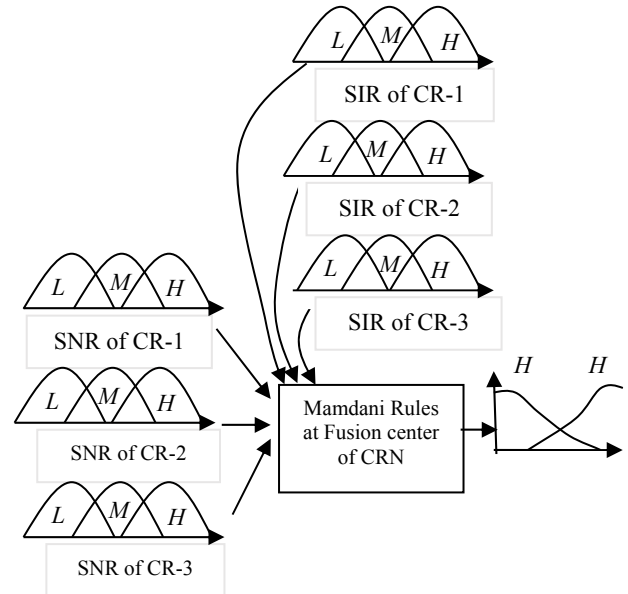 L M H
SIR of CR-1
L M H
SIR of CR-2
L M H
SIR of CR-3
L M H
SNR of CR-1
L M H
SNR of CR-2
L M H
SNR of CR-3
Mamdani Rules
at Fusion center
of CRN
H H